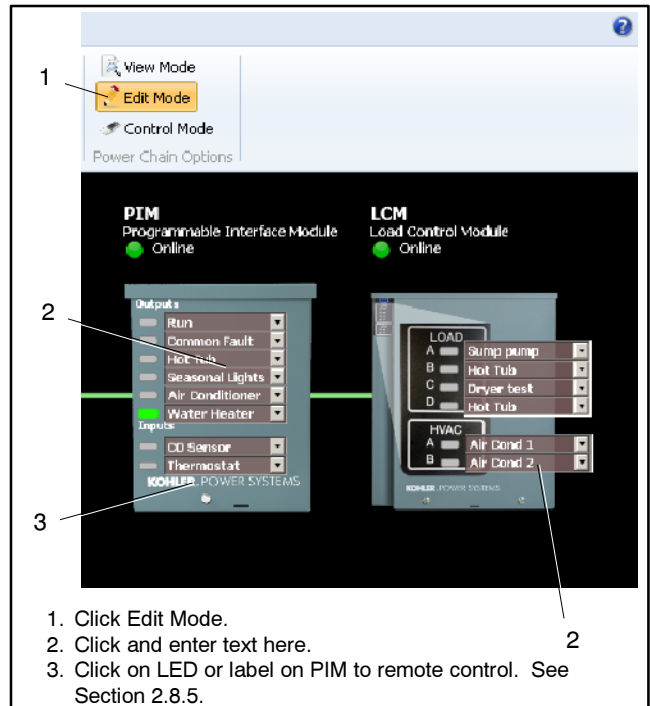 View Mode
1
Edit Mode
Control Mode
Power Chain Options
PIM
Programmable Interface Module
Online
LCM
Load Control Module
Online
Outputs
2
Run
Common Fault
Hot Tub
Seasonal Lights
Air Conditioner
Water Heater
Inputs
CO Sensor
Thermostat
KOHLER POWER SYSTEMS
3
LOAD
A Sump pump
B Hot Tub
C Dryer test
D Hot Tub
HVAC
A Air Cond 1
B Air Cond 2
KOHLER POWER SYSTEMS
2
1. Click Edit Mode.
2. Click and enter text here.
3. Click on LED or label on PIM to remote control. See
Section 2.8.5.